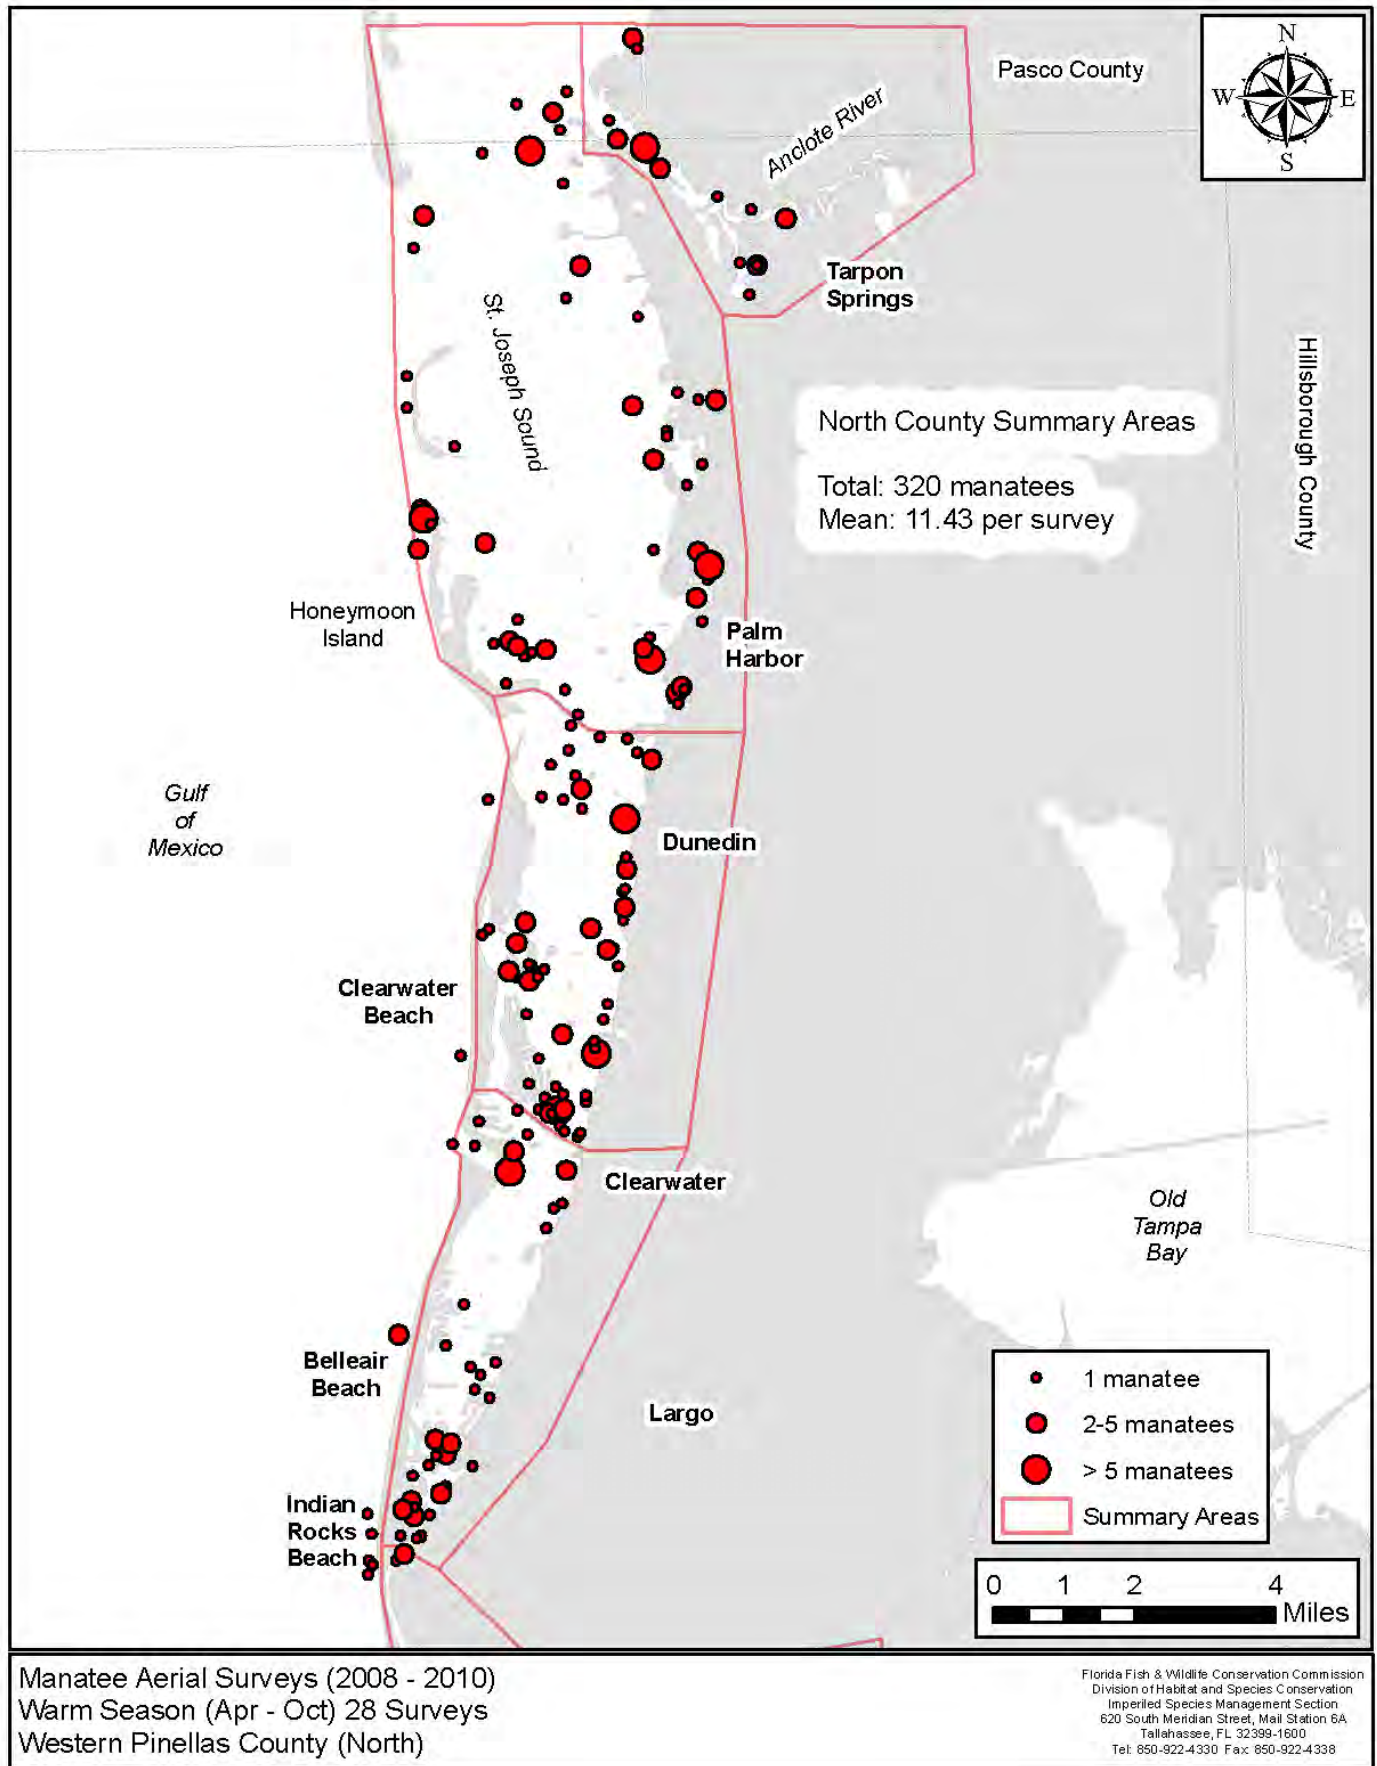 N
W E
S
Pasco County
Anclote River
Tarpon
Springs
St. Joseph Sound
Hillsborough County
North County Summary Areas
Total: 320 manatees
Mean: 11.43 per survey
Honeymoon
Island
Palm
Harbor
Gulf
of
Mexico
Dunedin
Clearwater
Beach
Clearwater
Old
Tampa
Bay
Belleair
Beach
Largo
1 manatee
2-5 manatees
> 5 manatees
Summary Areas
Indian
Rocks
Beach
0 1 2 4
Miles
Manatee Aerial Surveys (2008 - 2010)
Warm Season (Apr - Oct) 28 Surveys
Western Pinellas County (North)
Florida Fish & Wildlife Conservation Commission
Division of Habitat and Species Conservation
Imperiled Species Management Section
620 South Meridian Street, Mail Station 6A
Tallahassee, FL 32399-1600
Tel: 850-922-4330 Fax: 850-922-4338